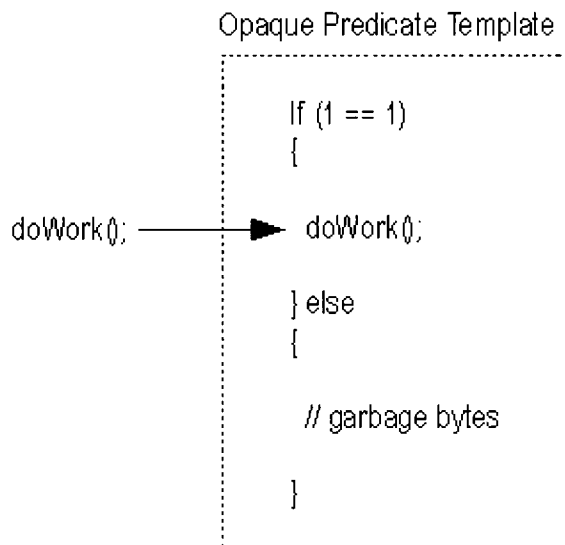 Opaque Predicate Template
If (1 == 1)
{
doWork(); doWork();
} else
{
// garbage bytes
}